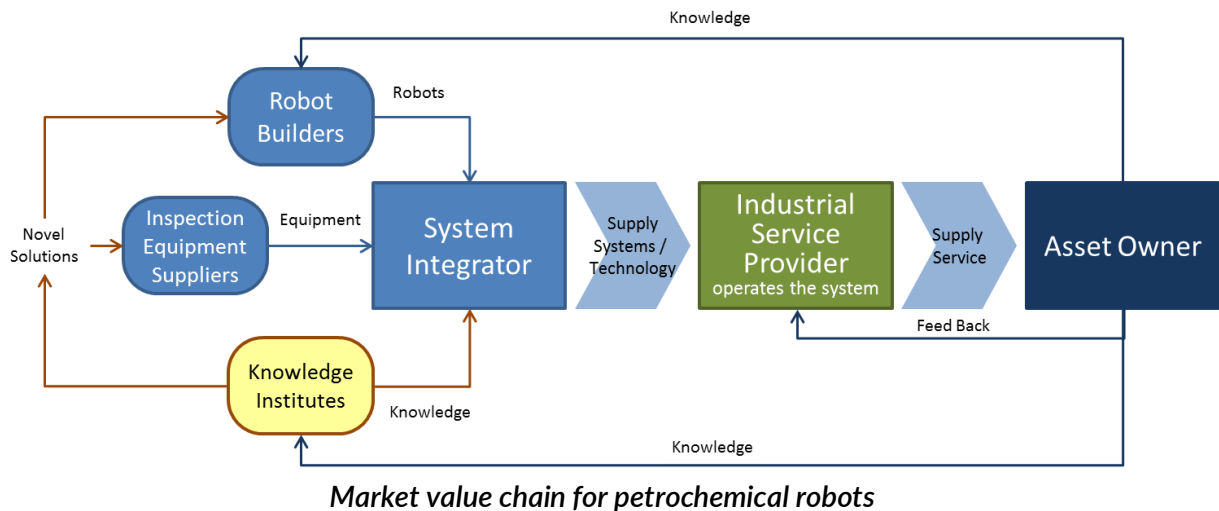 Knowledge
Robot
Builders
Robots
Novel
Solutions
Inspection
Equipment
Suppliers
Equipment
System
Integrator
Supply
Systems /
Technology
Industrial
Service
Provider
operates the system
Supply
Service
Asset Owner
Feed Back
Knowledge
Institutes
Knowledge
Knowledge
Market value chain for petrochemical robots